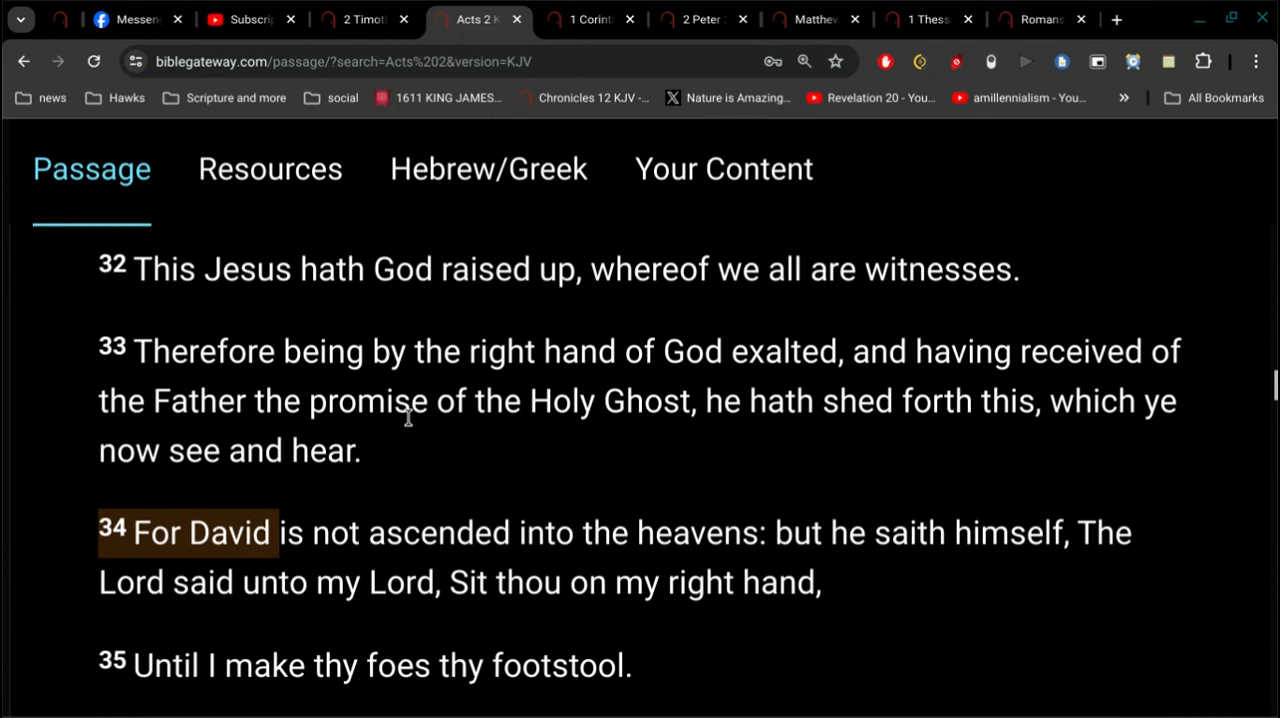 Messen
Subscrip
2 Timot
Acts 2 K
1 Corint
2 Peter
Matthew
1 Thess
Romans
biblegateway.com/passage/?search=Acts%202&version=KJV
news
Hawks
Scripture and more
social
1611 KING JAMES...
Chronicles 12 KJV -...
Nature is Amazing...
Revelation 20 - You...
amillennialism - You...
All Bookmarks
Passage Resources Hebrew/Greek Your Content
32 This Jesus hath God raised up, whereof we all are witnesses.
33 Therefore being by the right hand of God exalted, and having received of
the Father the promise of the Holy Ghost, he hath shed forth this, which ye
now see and hear.
34 For David is not ascended into the heavens: but he saith himself, The
Lord said unto my Lord, Sit thou on my right hand,
35 Until I make thy foes thy footstool.